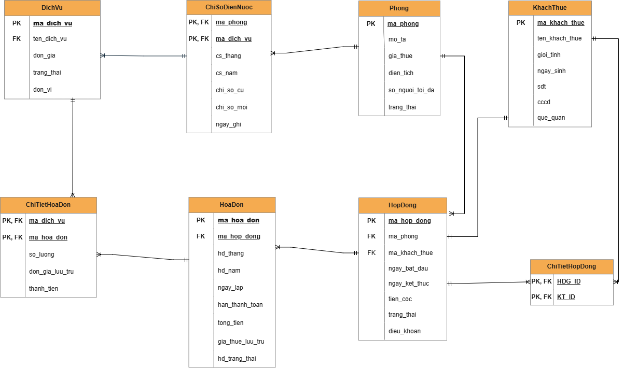 DichVu
PK ma_dich_vu
FK ten_dich_vu
don_gia
trang_thai
don_vi
ChiSoDienNuoc
PK, FK ma_phong
PK, FK ma_dich_vu
cs_thang
cs_nam
chi_so_cu
chi_so_moi
ngay_ghi
Phong
PK ma_phong
mo_ta
gia_thue
dien_tich
so_nguoi_toi_da
trang_thai
KhachThue
PK ma_khach_thue
ten_khach_thue
gioi_tinh
ngay_sinh
sdt
cccd
que_quan
ChiTietHoaDon
PK, FK ma_dich_vu
PK, FK ma_hoa_don
so_luong
don_gia_luu_tru
thanh_tien
HoaDon
PK ma_hoa_don
FK ma_hop_dong
hd_thang
hd_nam
ngay_lap
han_thanh_toan
tong_tien
gia_thue_luu_tru
hd_trang_thai
HopDong
PK ma_hop_dong
FK ma_phong
FK ma_khach_thue
ngay_bat_dau
ngay_ket_thuc
tien_coc
trang_thai
dieu_khoan
ChiTietHopDong
PK, FK HDG_ID
PK, FK KT_ID